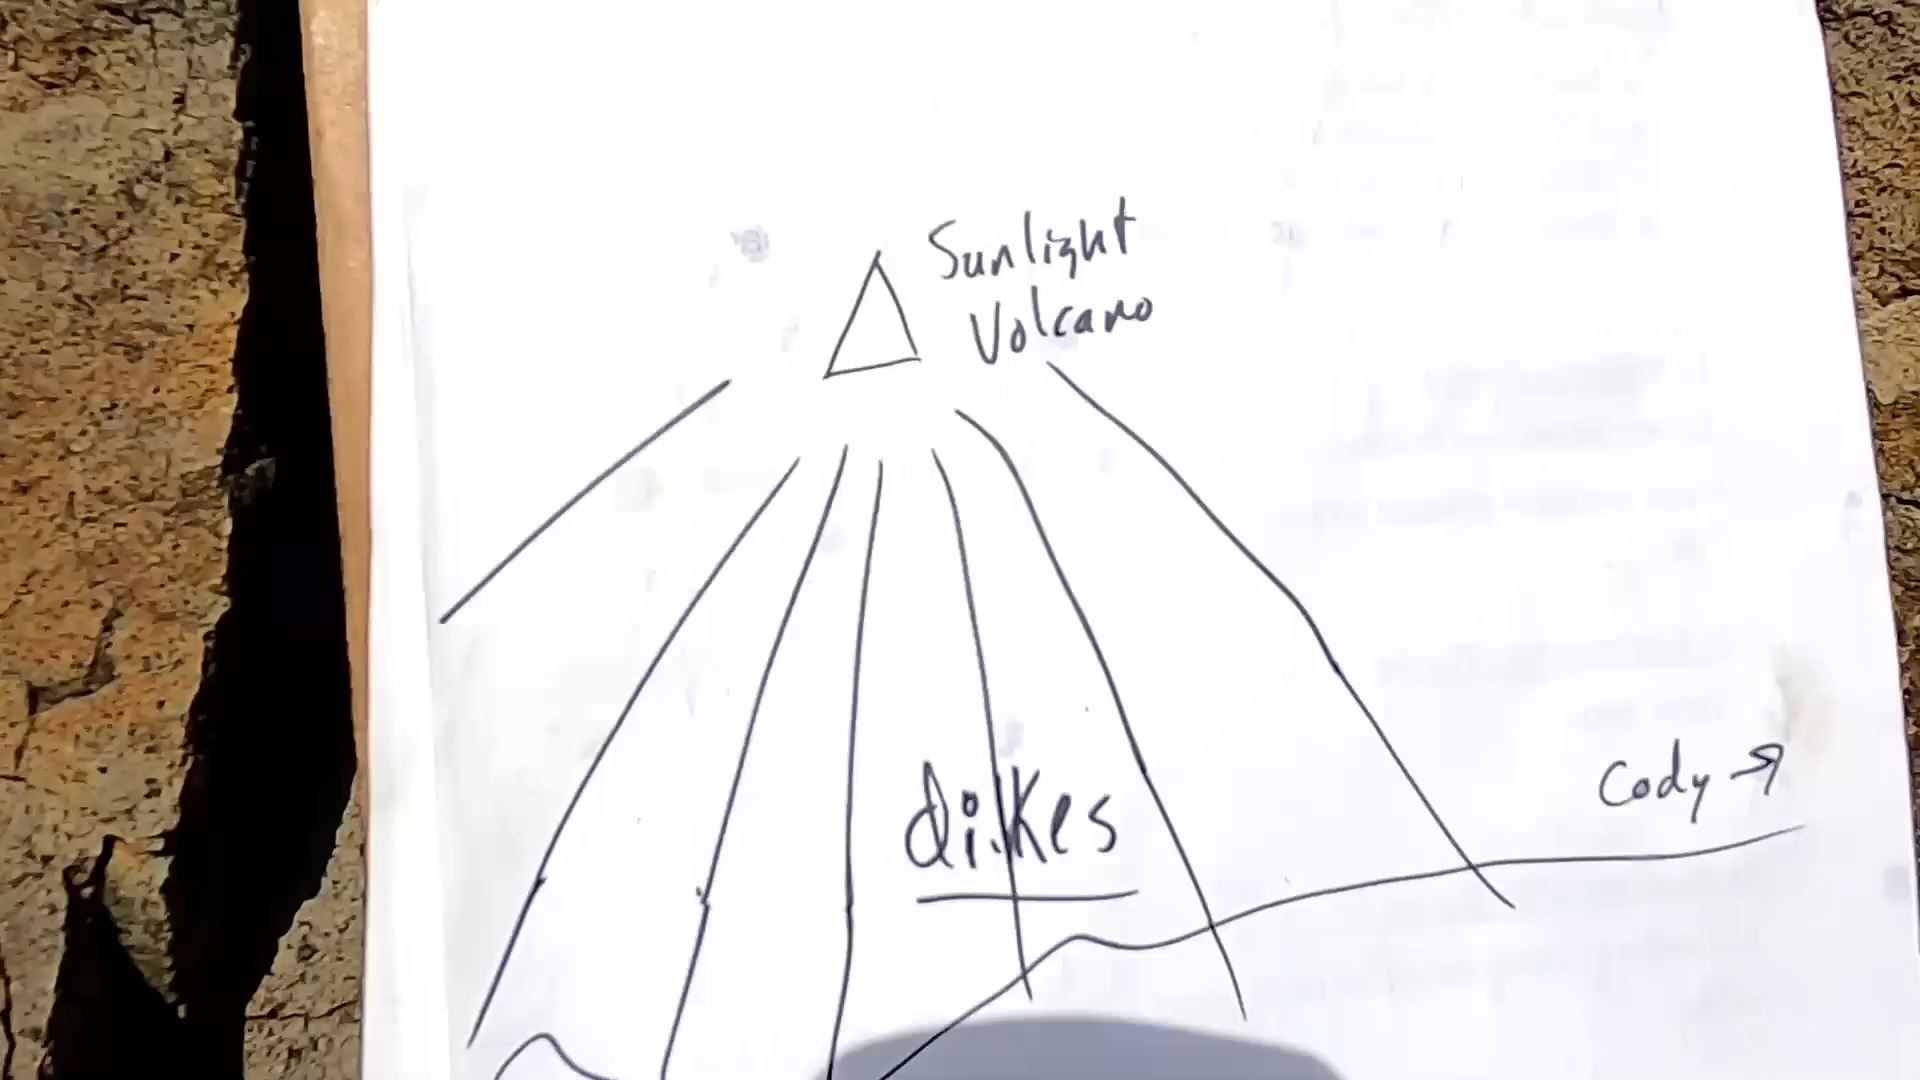 Sunlight
Volcano
dikes
Cody →